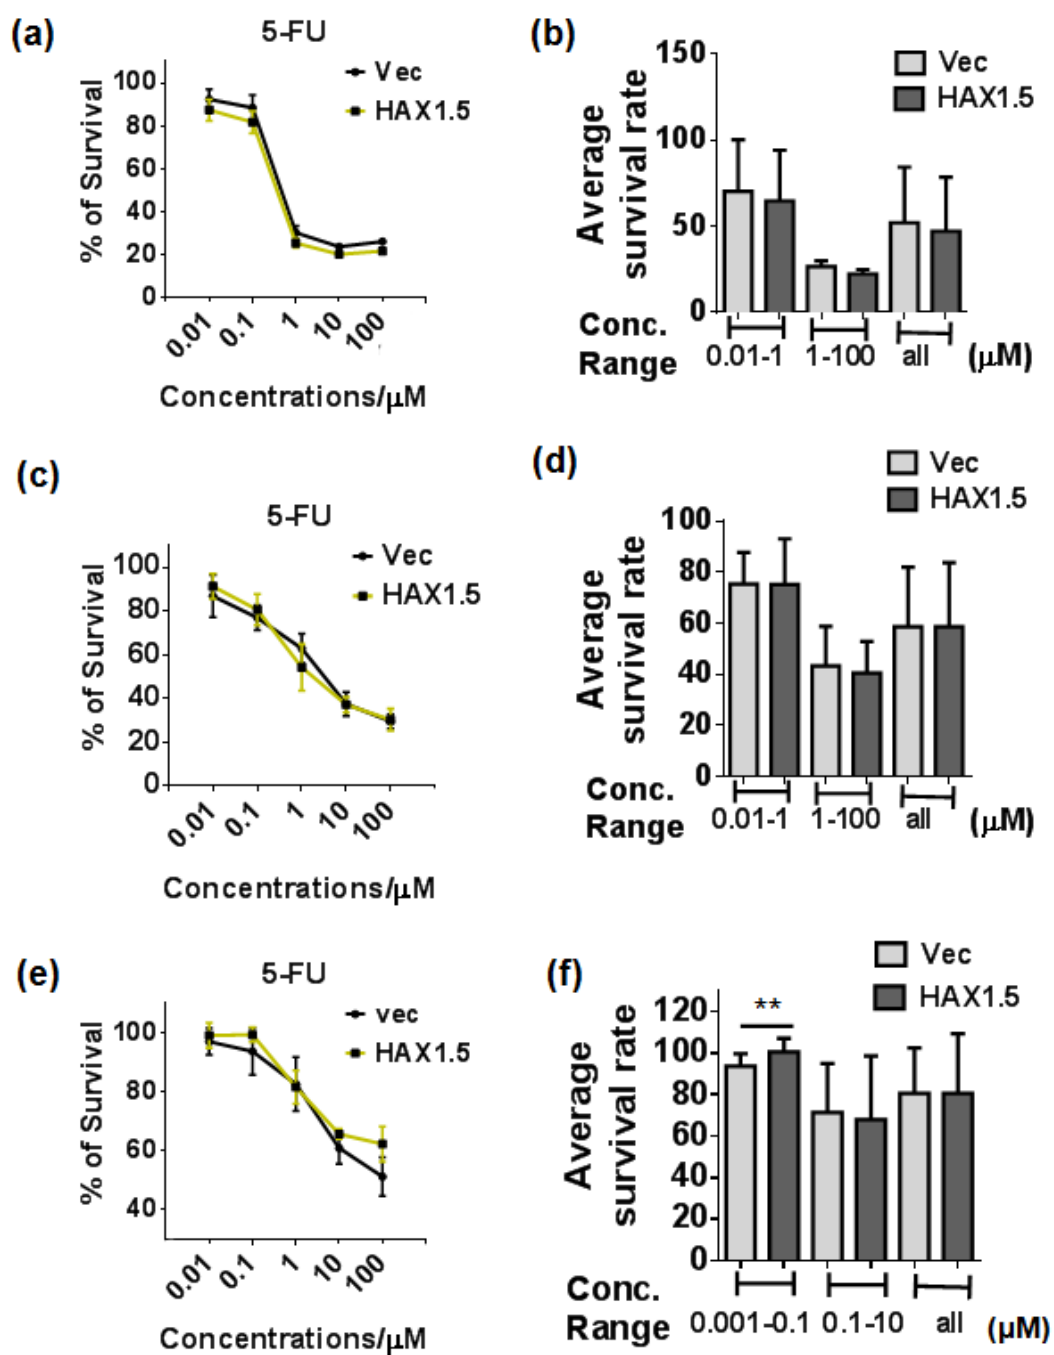 (a)
5-FU
Vec
HAX1.5
% of Survival
100
80
60
40
20
0
0.01
0.1
1
10
100
Concentrations/μM
(b)
Vec
HAX1.5
Average
survival rate
150
100
50
0
Conc.
Range
0.01-1
1-100
all
(μM)
(c)
5-FU
Vec
HAX1.5
% of Survival
100
80
60
40
20
0
0.01
0.1
1
10
100
Concentrations/μM
(d)
Vec
HAX1.5
Average
survival rate
100
80
60
40
20
0
Conc.
Range
0.01-1
1-100
all
(μM)
(e)
5-FU
vec
HAX1.5
% of Survival
100
80
60
40
0.01
0.1
1
10
100
Concentrations/μM
(f)
Vec
HAX1.5
Average
survival rate
120
100
80
60
40
20
0
**
Conc.
Range
0.001-0.1
0.1-10
all
(μM)